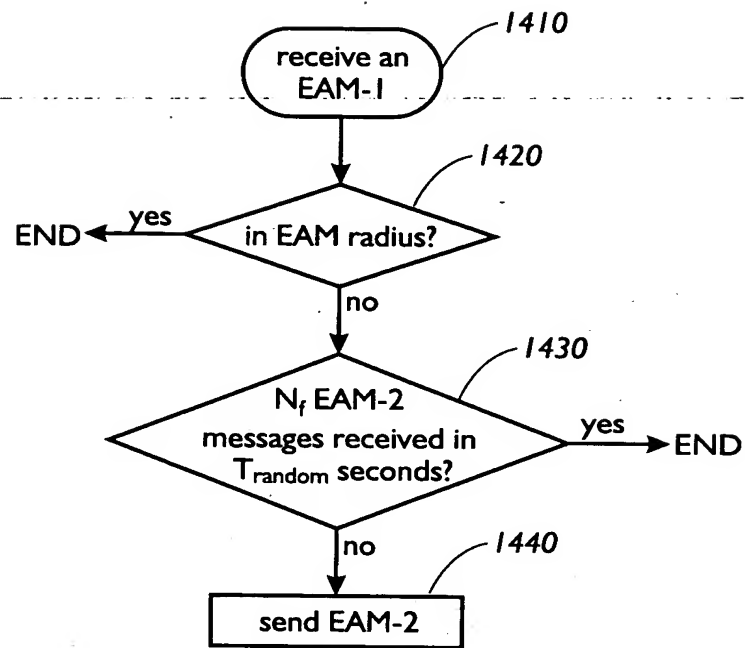 1410
receive an
EAM-1
1420
yes
END
in EAM radius?
no
1430
Nf EAM-2
messages received in
Trandom seconds?
yes
END
no
1440
send EAM-2